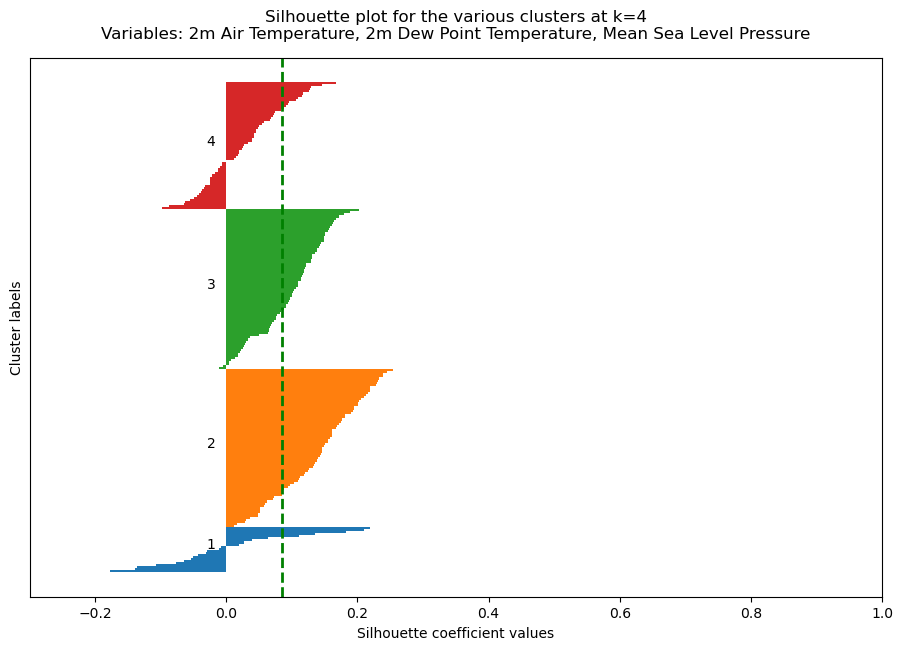 Silhouette plot for the various clusters at k=4
Variables: 2m Air Temperature, 2m Dew Point Temperature, Mean Sea Level Pressure
4
3
2
1
Cluster labels
−0.2 0.0 0.2 0.4 0.6 0.8 1.0
Silhouette coefficient values